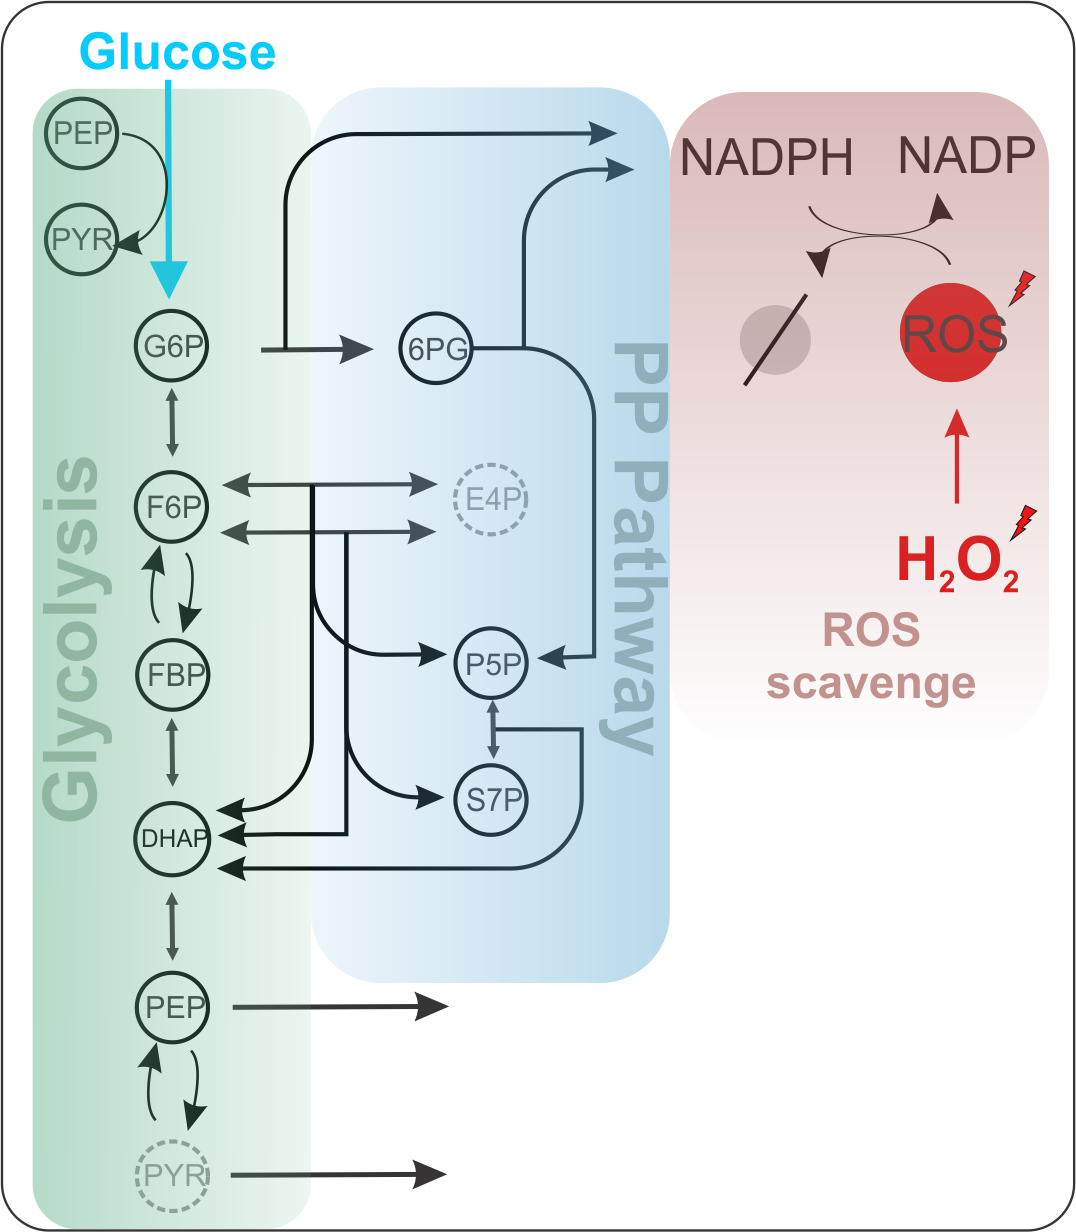 Glucose
PEP
PYR
G6P
F6P
FBP
DHAP
PEP
PYR
Glycolysis
6PG
E4P
P5P
S7P
PP Pathway
NADPH
NADP
ROS
H2O2
ROS
scavenge